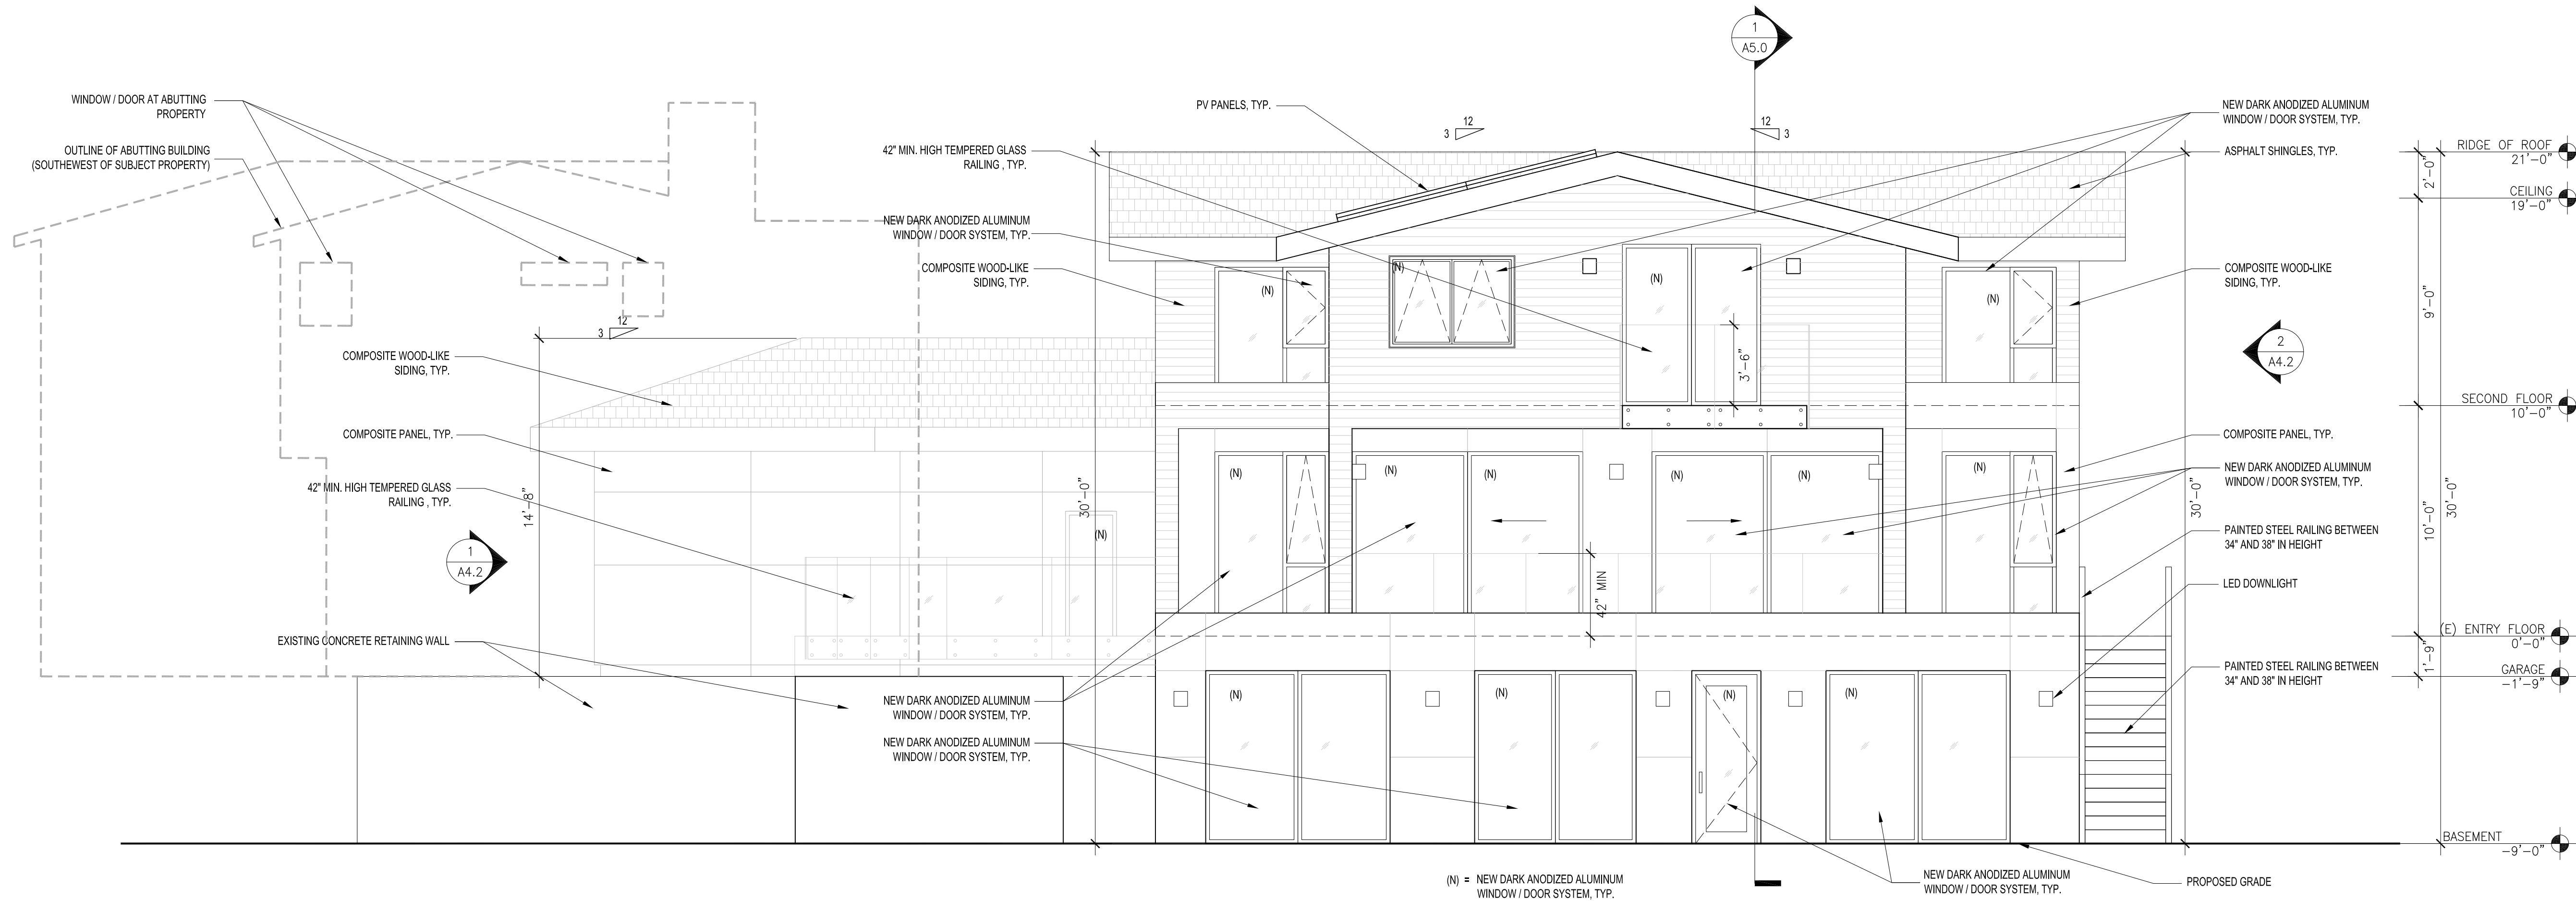 1
A5.0
WINDOW / DOOR AT ABUTTING
PROPERTY
OUTLINE OF ABUTTING BUILDING
(SOUTHEWEST OF SUBJECT PROPERTY)
PV PANELS, TYP.
12
3
12
3
42" MIN. HIGH TEMPERED GLASS
RAILING , TYP.
NEW DARK ANODIZED ALUMINUM
WINDOW / DOOR SYSTEM, TYP.
COMPOSITE WOOD-LIKE
SIDING, TYP.
12
3
COMPOSITE WOOD-LIKE
SIDING, TYP.
COMPOSITE PANEL, TYP.
42" MIN. HIGH TEMPERED GLASS
RAILING , TYP.
14'-8"
1
A4.2
EXISTING CONCRETE RETAINING WALL
NEW DARK ANODIZED ALUMINUM
WINDOW / DOOR SYSTEM, TYP.
NEW DARK ANODIZED ALUMINUM
WINDOW / DOOR SYSTEM, TYP.
30'-0"
(N)
(N)
(N)
(N)
(N)
3'-6"
(N)
(N)
(N)
(N)
(N)
(N)
42" MIN
(N)
(N)
(N)
(N)
(N) = NEW DARK ANODIZED ALUMINUM
WINDOW / DOOR SYSTEM, TYP.
NEW DARK ANODIZED ALUMINUM
WINDOW / DOOR SYSTEM, TYP.
PROPOSED GRADE
NEW DARK ANODIZED ALUMINUM
WINDOW / DOOR SYSTEM, TYP.
ASPHALT SHINGLES, TYP.
COMPOSITE WOOD-LIKE
SIDING, TYP.
2
A4.2
COMPOSITE PANEL, TYP.
NEW DARK ANODIZED ALUMINUM
WINDOW / DOOR SYSTEM, TYP.
30'-0"
PAINTED STEEL RAILING BETWEEN
34" AND 38" IN HEIGHT
LED DOWNLIGHT
PAINTED STEEL RAILING BETWEEN
34" AND 38" IN HEIGHT
2'-0"
9'-0"
10'-0"
1'-9"
30'-0"
RIDGE OF ROOF
21'-0"
CEILING
19'-0"
SECOND FLOOR
10'-0"
(E) ENTRY FLOOR
0'-0"
GARAGE
-1'-9"
BASEMENT
-9'-0"